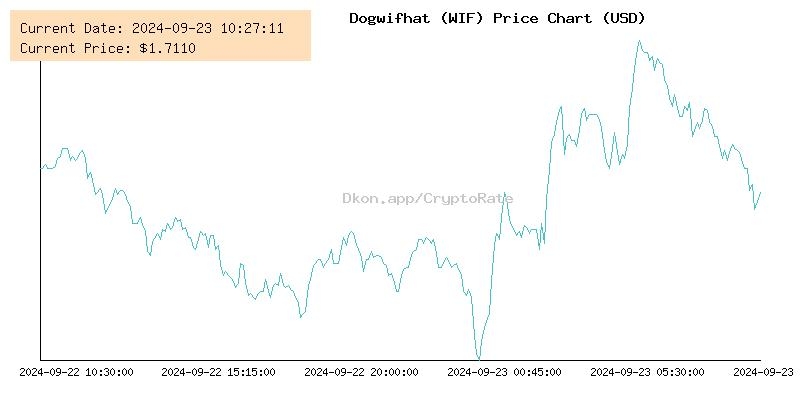 Dogwifhat (WIF) Price Chart (USD)
Current Date: 2024-09-23 10:27:11
Current Price: $1.7110
Dkon.app/CryptoRate
2024-09-22 10:30:00 2024-09-22 15:15:00 2024-09-22 20:00:00 2024-09-23 00:45:00 2024-09-23 05:30:00 2024-09-23